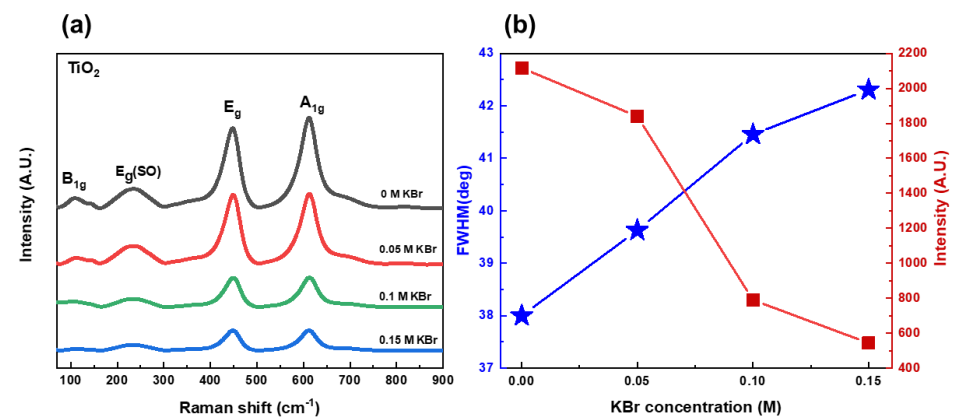 (a)
TiO2
B1g
Eg(SO)
Eg
A1g
0 M KBr
0.05 M KBr
0.1 M KBr
0.15 M KBr
Intensity (A.U.)
100 200 300 400 500 600 700 800 900
Raman shift (cm-1)
(b)
43
42
41
40
39
38
37
FWHM(deg)
2200
2000
1800
1600
1400
1200
1000
800
600
400
Intensity (A.U.)
0.00 0.05 0.10 0.15
KBr concentration (M)